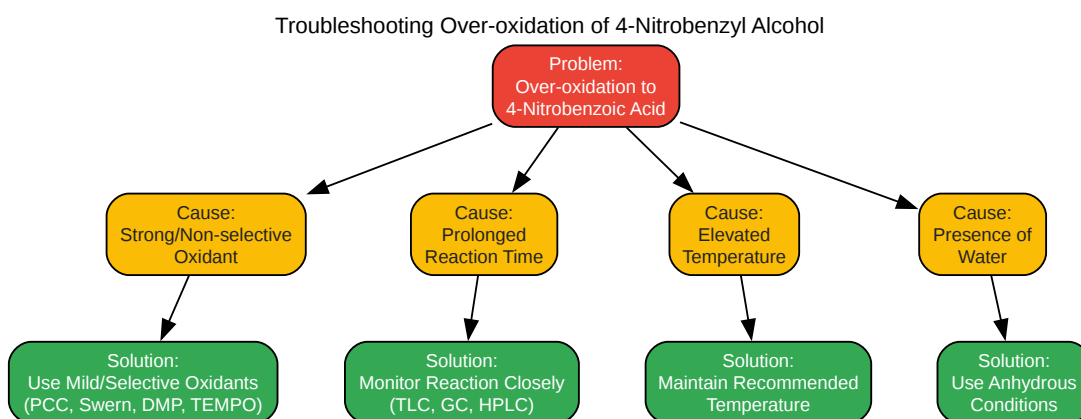 Troubleshooting Over-oxidation of 4-Nitrobenzyl Alcohol
Problem:
Over-oxidation to
4-Nitrobenzoic Acid
Cause:
Strong/Non-selective
Oxidant
Cause:
Prolonged
Reaction Time
Cause:
Elevated
Temperature
Cause:
Presence of
Water
Solution:
Use Mild/Selective Oxidants
(PCC, Swern, DMP, TEMPO)
Solution:
Monitor Reaction Closely
(TLC, GC, HPLC)
Solution:
Maintain Recommended
Temperature
Solution:
Use Anhydrous
Conditions